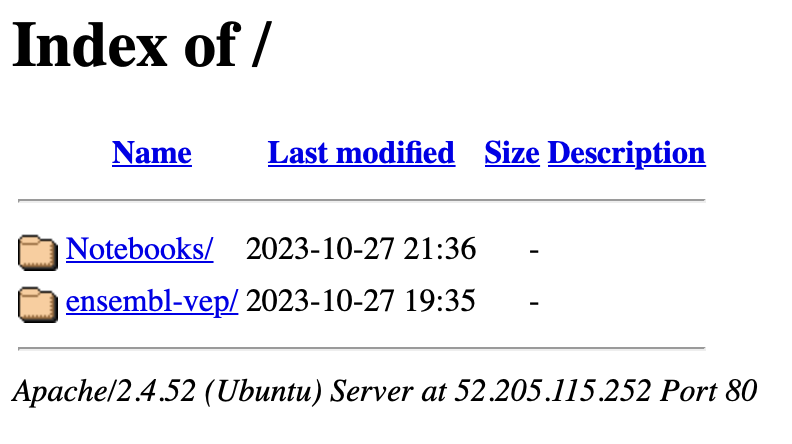 Index of /
Name Last modified Size Description
Notebooks/ 2023-10-27 21:36 -
ensembl-vep/ 2023-10-27 19:35 -
Apache/2.4.52 (Ubuntu) Server at 52.205.115.252 Port 80